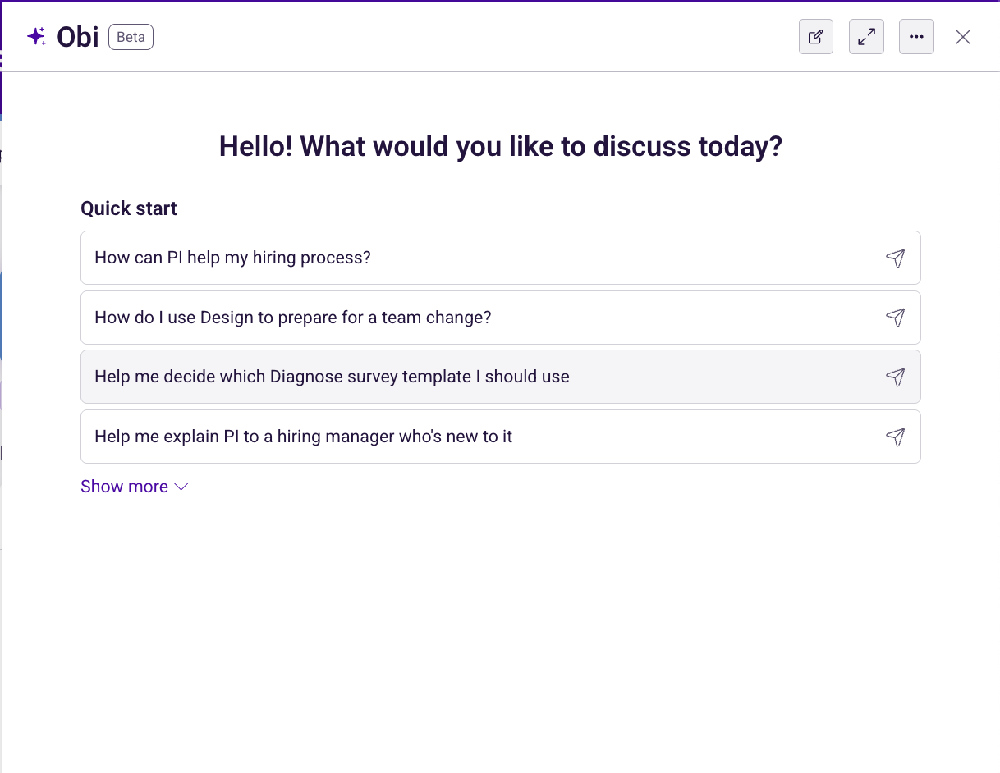 Obi Beta
Hello! What would you like to discuss today?
Quick start
How can PI help my hiring process?
How do I use Design to prepare for a team change?
Help me decide which Diagnose survey template I should use
Help me explain PI to a hiring manager who's new to it
Show more